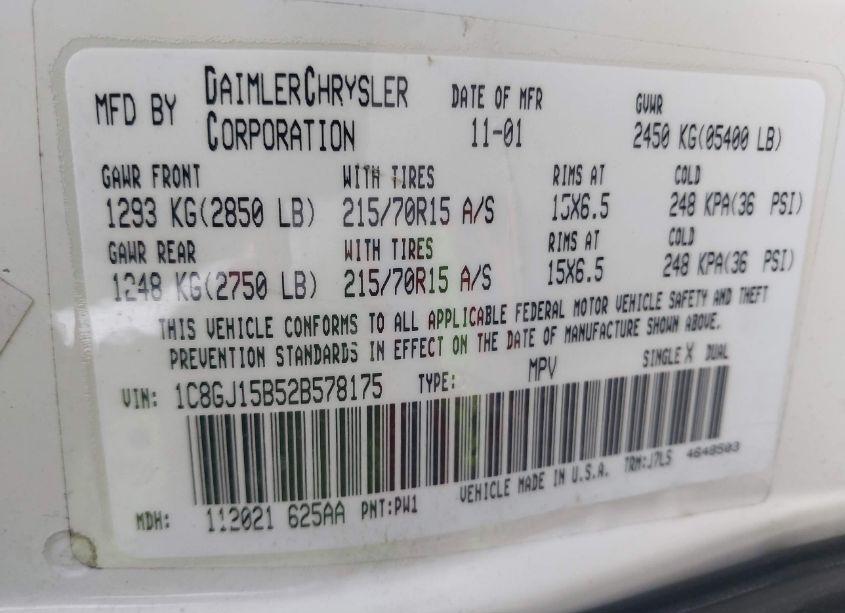 MFD BY DAIMLERCHRYSLER CORPORATION DATE OF MFR 11-01 GVWR 2450 KG(05400 LB)
GAWR FRONT WITH TIRES RIMS AT COLD
1293 KG(2850 LB) 215/70R15 A/S 15X6.5 248 KPA(36 PSI)
GAWR REAR WITH TIRES RIMS AT COLD
1248 KG(2750 LB) 215/70R15 A/S 15X6.5 248 KPA(36 PSI)
THIS VEHICLE CONFORMS TO ALL APPLICABLE FEDERAL MOTOR VEHICLE SAFETY AND THEFT
PREVENTION STANDARDS IN EFFECT ON THE DATE OF MANUFACTURE SHOWN ABOVE.
VIN: 1C8GJ15B52B578175 TYPE: MPV SINGLE X DUAL
MDH: 112021 625AA PNT:PW1 VEHICLE MADE IN U.S.A. TRM:J7LS 4648503